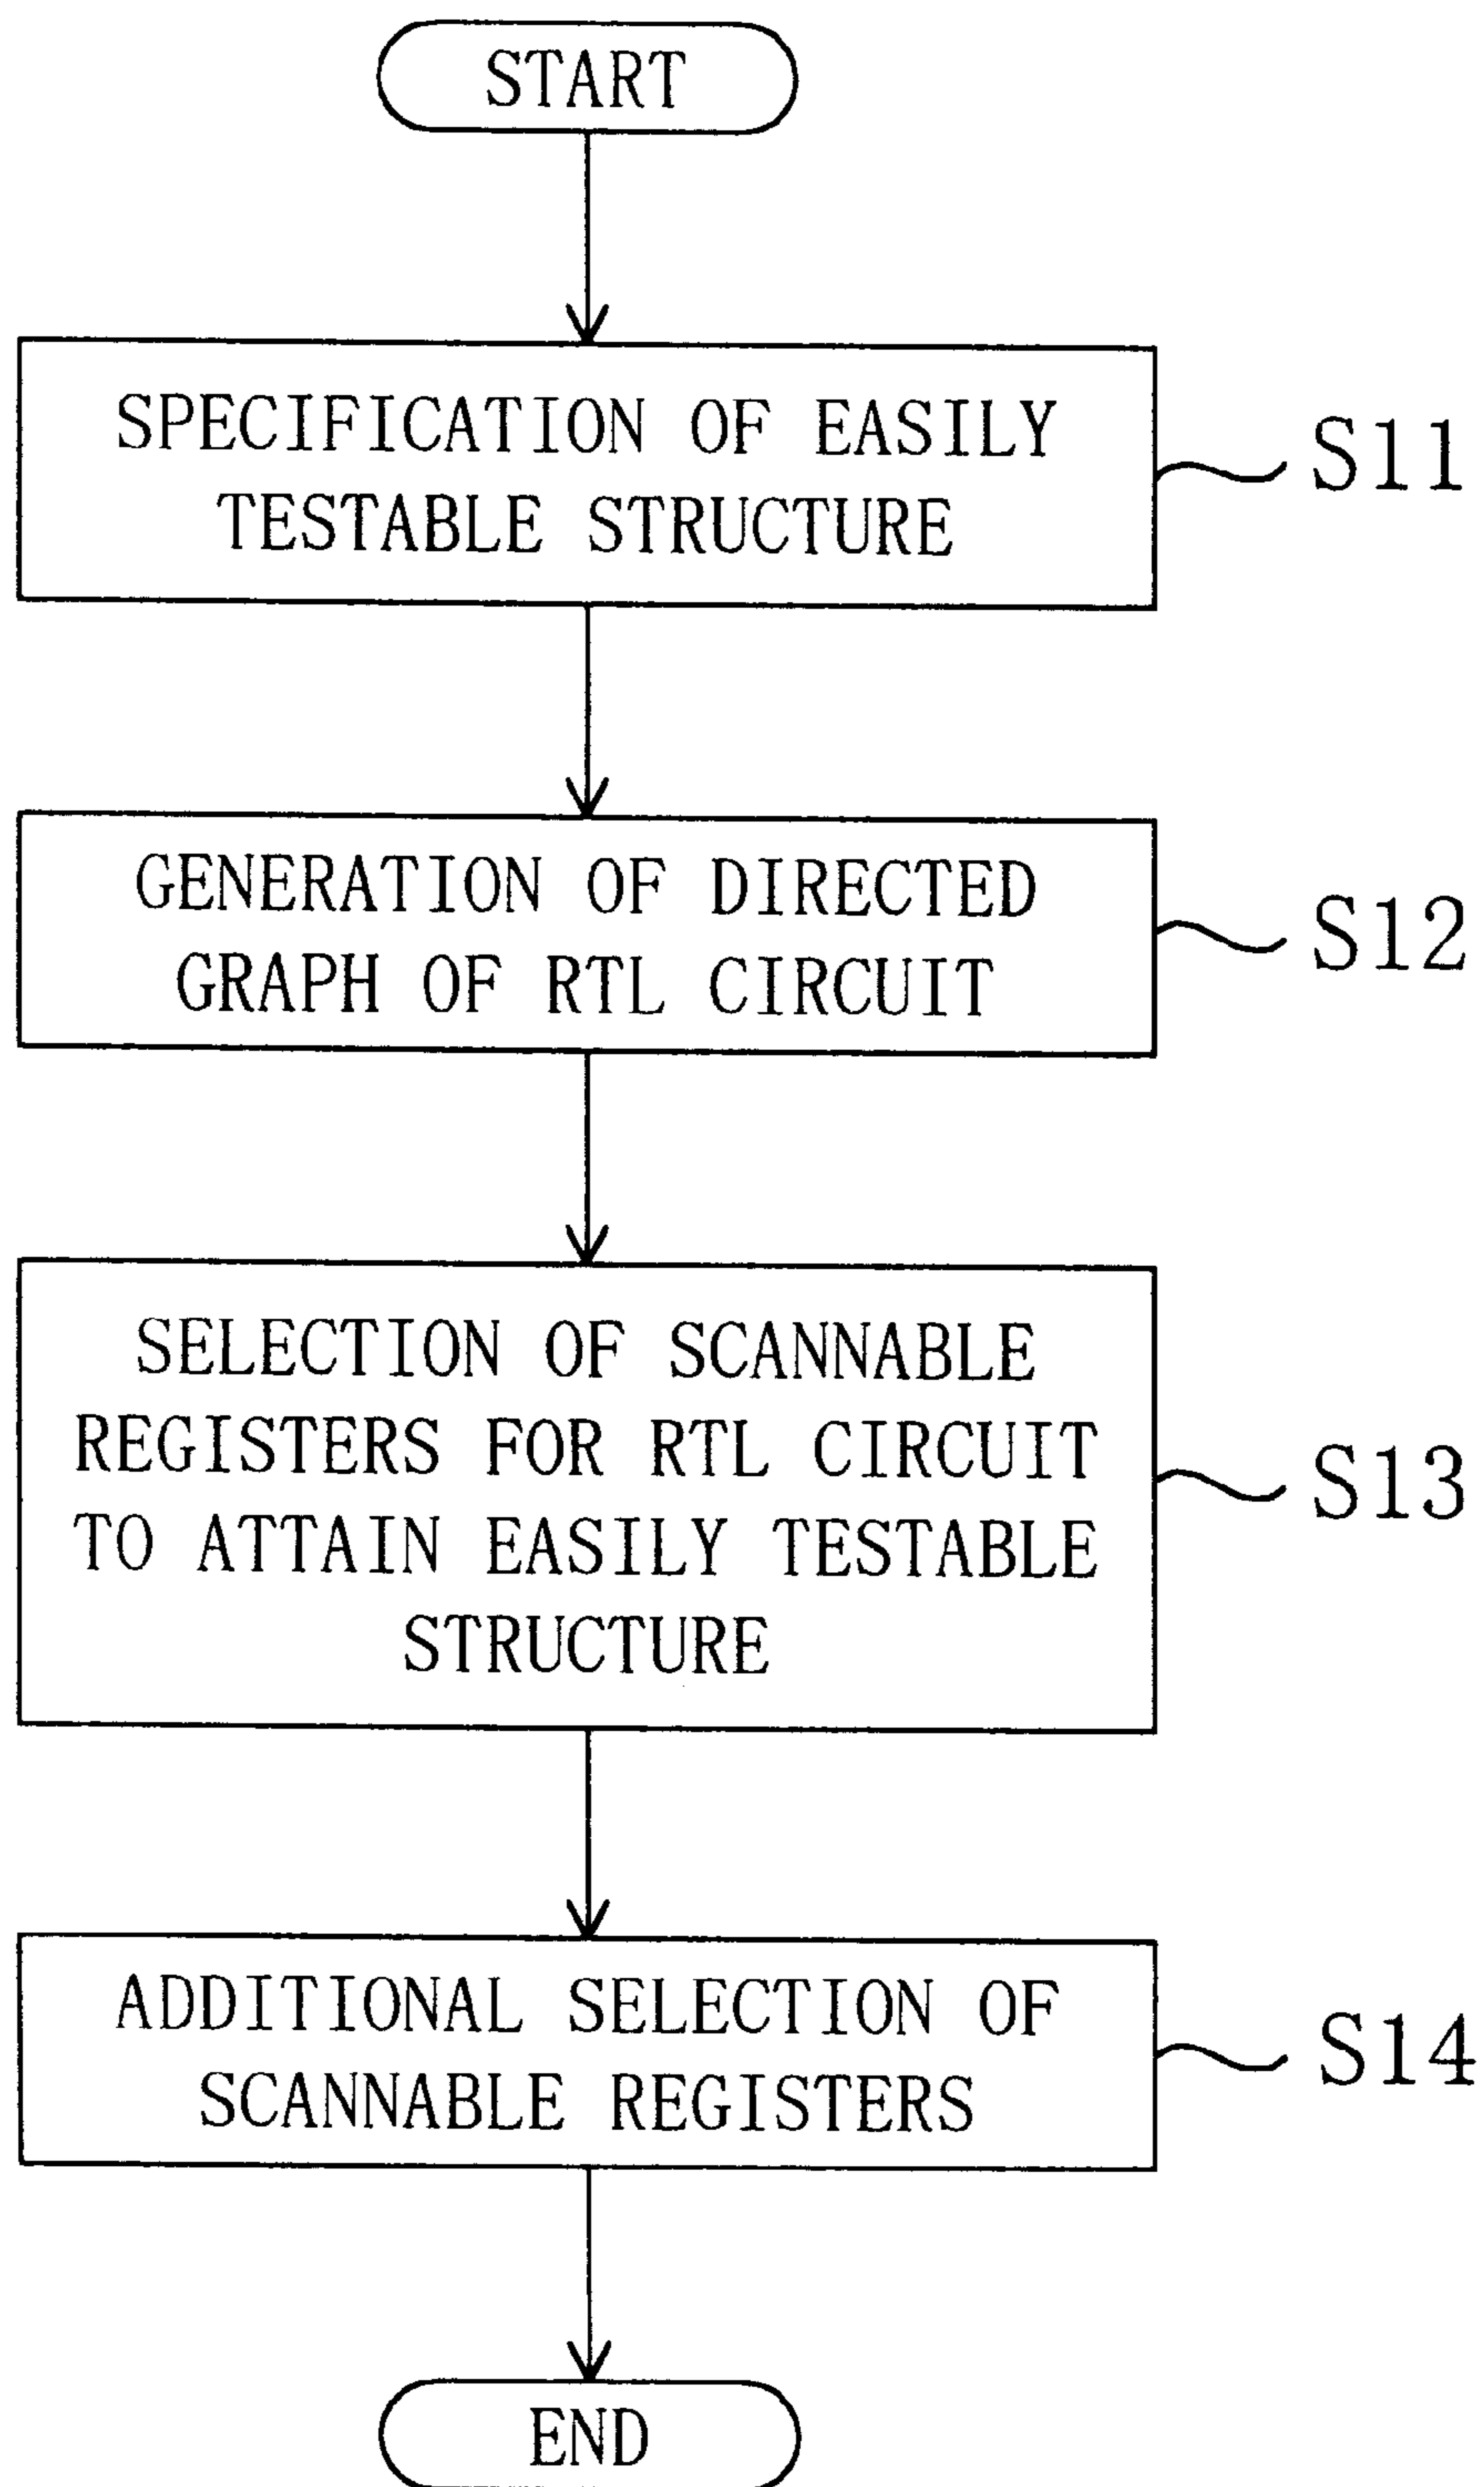 START
SPECIFICATION OF EASILY
TESTABLE STRUCTURE
S11
GENERATION OF DIRECTED
GRAPH OF RTL CIRCUIT
S12
SELECTION OF SCANNABLE
REGISTERS FOR RTL CIRCUIT
TO ATTAIN EASILY TESTABLE
STRUCTURE
S13
ADDITIONAL SELECTION OF
SCANNABLE REGISTERS
S14
END